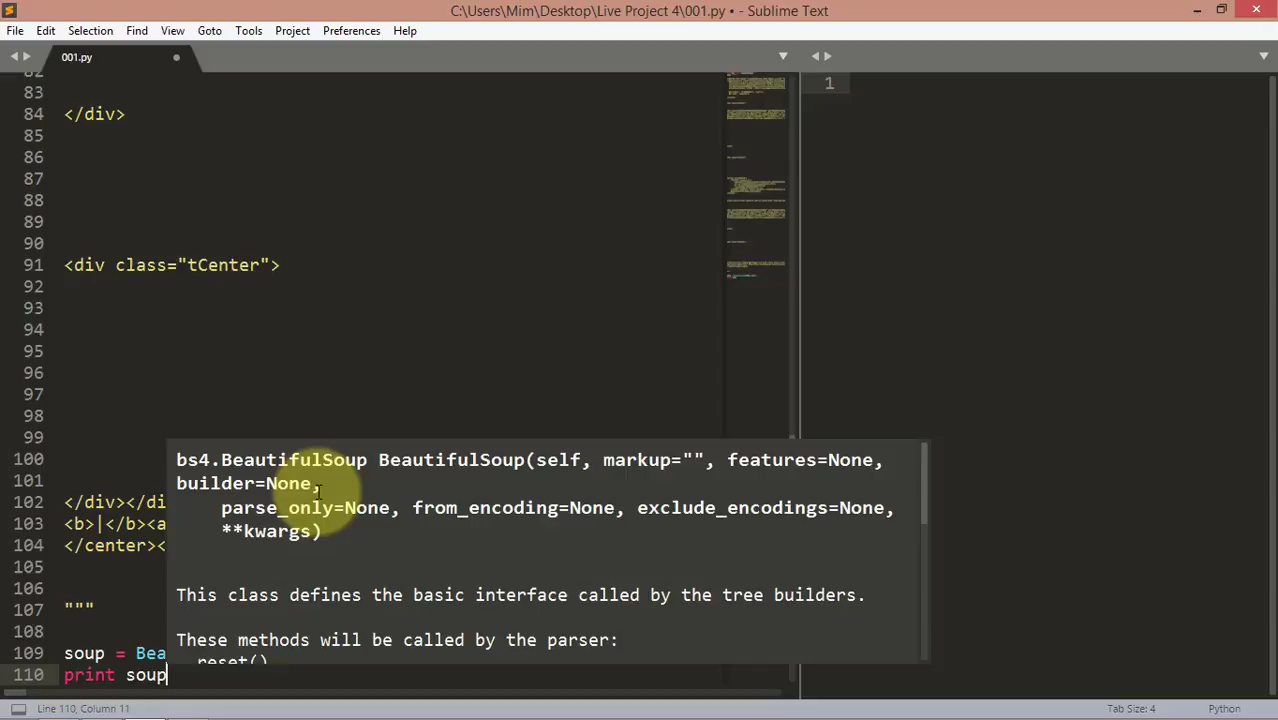 C:\Users\Mim\Desktop\Live Project 4\001.py • - Sublime Text
File Edit Selection Find View Goto Tools Project Preferences Help
001.py
1
83
84 </div>
85
86
87
88
89
90
91 <div class="tCenter">
92
93
94
95
96
97
98
99
100
101
102 </div></di
103 <b>|</b><a
104 </center><
105
106
107 """
108
109 soup = Bea
110 print soup
bs4.BeautifulSoup BeautifulSoup(self, markup="", features=None,
builder=None,
parse_only=None, from_encoding=None, exclude_encodings=None,
**kwargs)
This class defines the basic interface called by the tree builders.
These methods will be called by the parser:
reset()
Line 110, Column 11
Tab Size: 4
Python